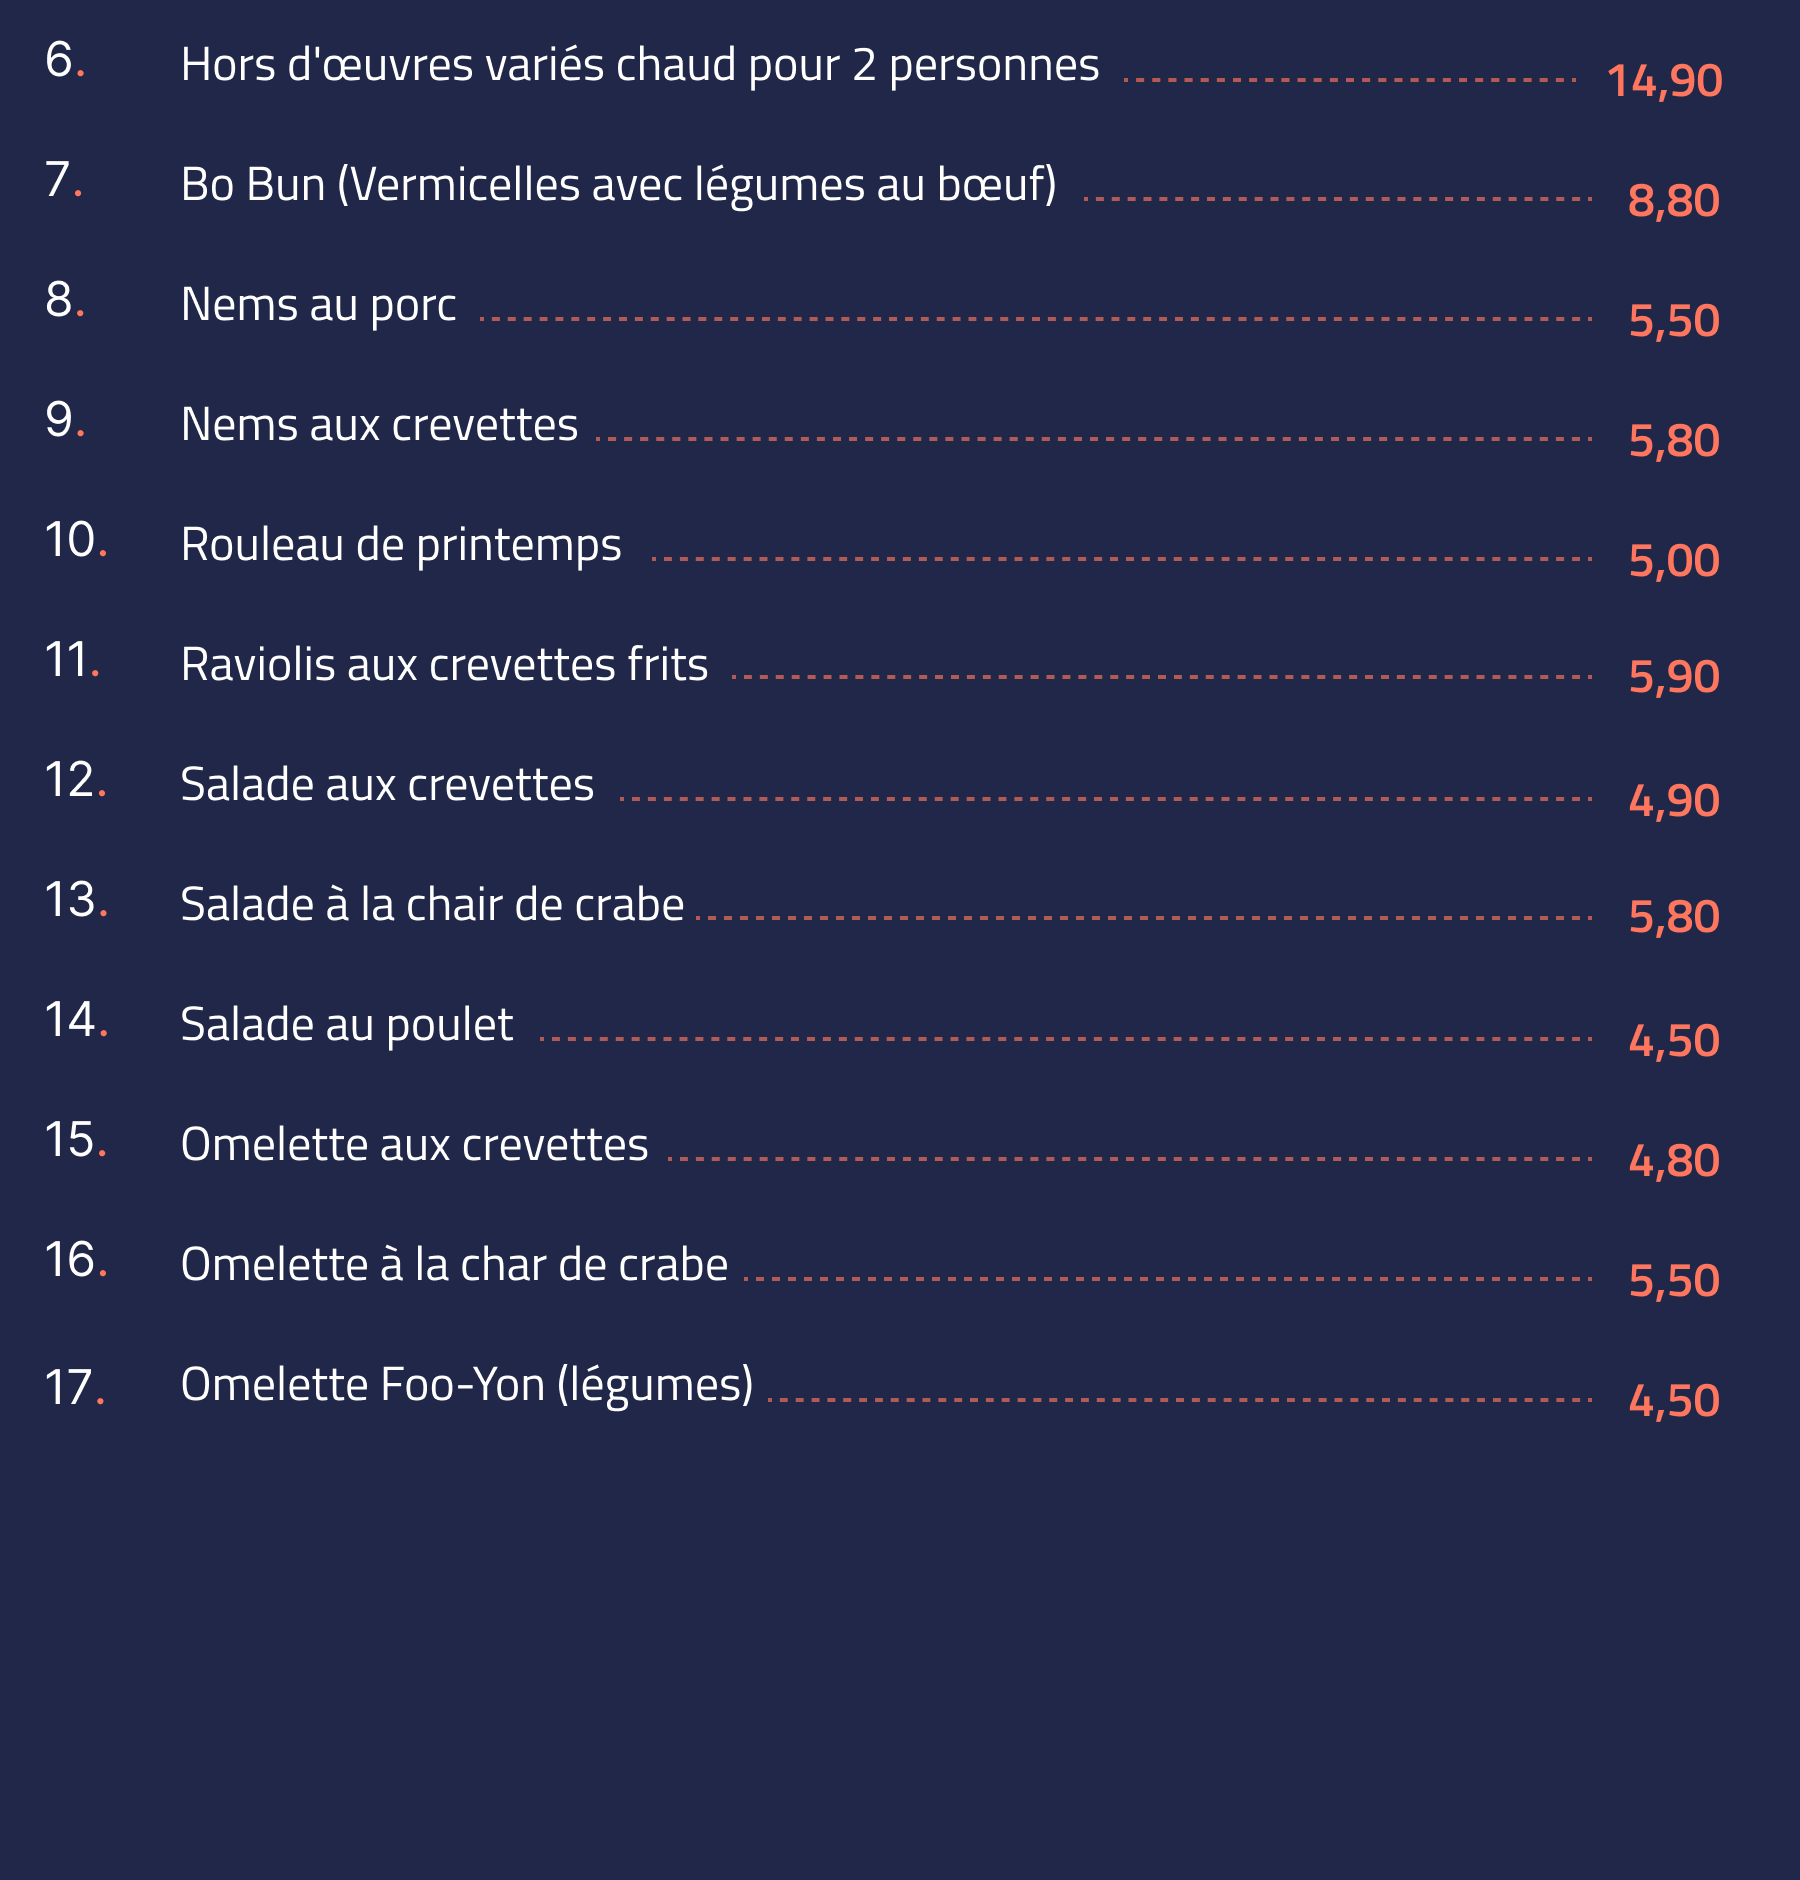 6. Hors d'œuvres variés chaud pour 2 personnes 14,90
7. Bo Bun (Vermicelles avec légumes au bœuf) 8,80
8. Nems au porc 5,50
9. Nems aux crevettes 5,80
10. Rouleau de printemps 5,00
11. Raviolis aux crevettes frits 5,90
12. Salade aux crevettes 4,90
13. Salade à la chair de crabe 5,80
14. Salade au poulet 4,50
15. Omelette aux crevettes 4,80
16. Omelette à la char de crabe 5,50
17. Omelette Foo-Yon (légumes) 4,50